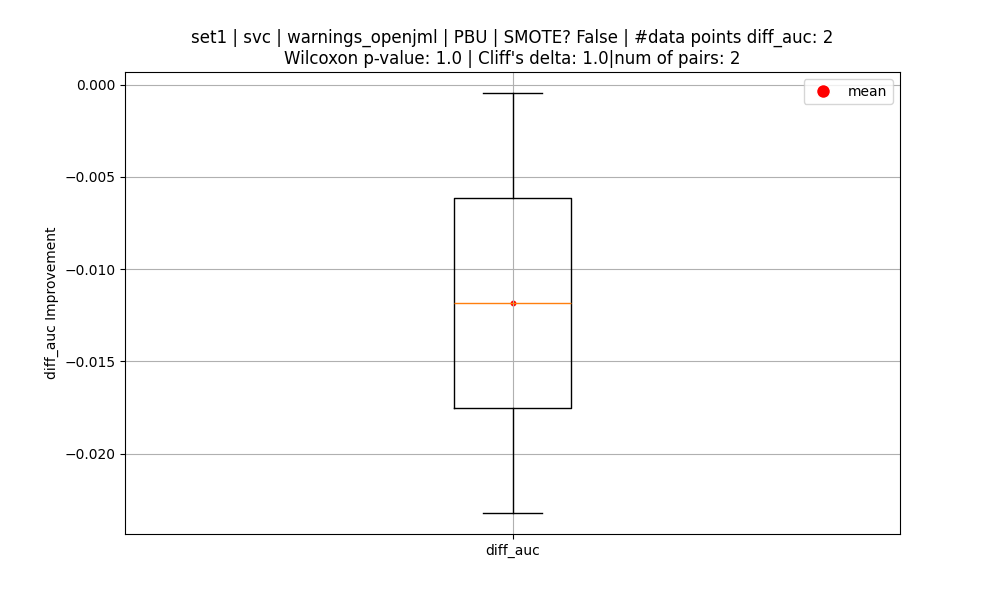 set1 | svc | warnings_openjml | PBU | SMOTE? False | #data points diff_auc: 2
Wilcoxon p-value: 1.0 | Cliff's delta: 1.0|num of pairs: 2
mean
0.000
−0.005
−0.010
−0.015
−0.020
diff_auc Improvement
diff_auc